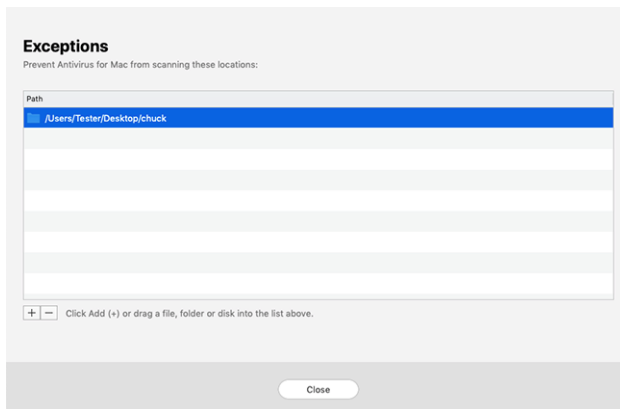 Exceptions
Prevent Antivirus for Mac from scanning these locations:
Path
/Users/Tester/Desktop/chuck
+ − Click Add (+) or drag a file, folder or disk into the list above.
Close